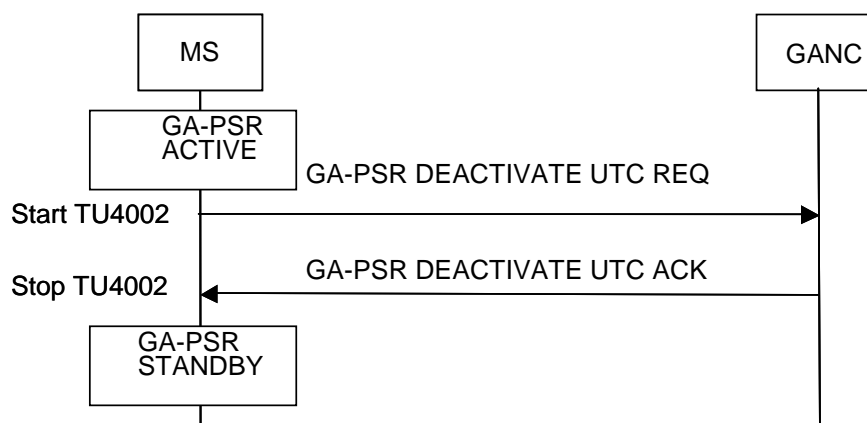 MS
GANC
GA-PSR
ACTIVE
GA-PSR DEACTIVATE UTC REQ
Start TU4002
GA-PSR DEACTIVATE UTC ACK
Stop TU4002
GA-PSR
STANDBY